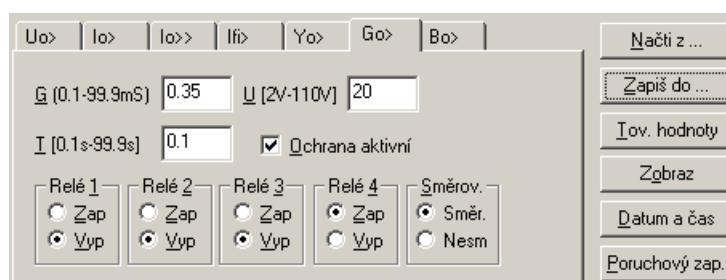 Uo> Io> Io>> Ifi> Yo> Go> Bo>
G (0.1-99.9mS) 0.35 U [2V-110V] 20
T [0.1s-99.9s] 0.1 Ochrana aktivní
Relé 1 Relé 2 Relé 3 Relé 4 Směrov.
Zap Zap Zap Zap Směr.
Vyp Vyp Vyp Vyp Nesm
Načti z ...
Zapiš do ...
Tov. hodnoty
Zobraz
Datum a čas
Poruchový zap.